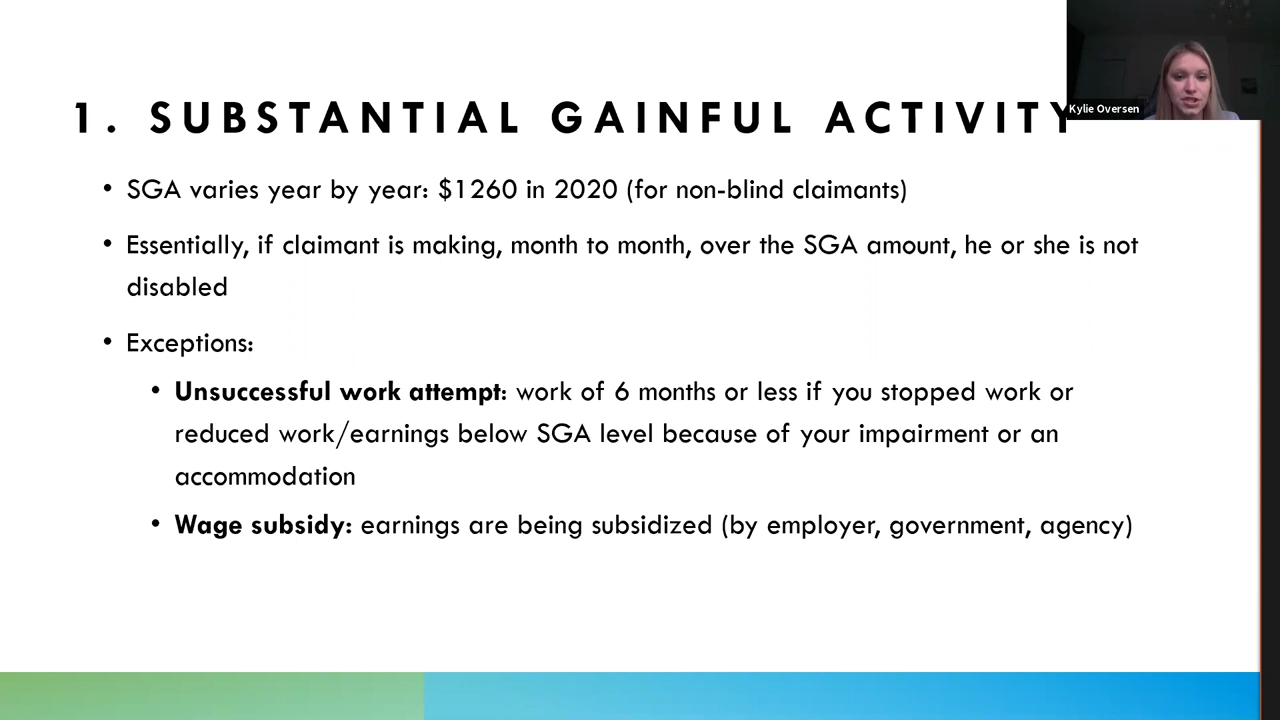 1. SUBSTANTIAL GAINFUL ACTIVITY
Kylie Oversen
• SGA varies year by year: $1260 in 2020 (for non-blind claimants)
• Essentially, if claimant is making, month to month, over the SGA amount, he or she is not
disabled
• Exceptions:
• Unsuccessful work attempt: work of 6 months or less if you stopped work or
reduced work/earnings below SGA level because of your impairment or an
accommodation
• Wage subsidy: earnings are being subsidized (by employer, government, agency)